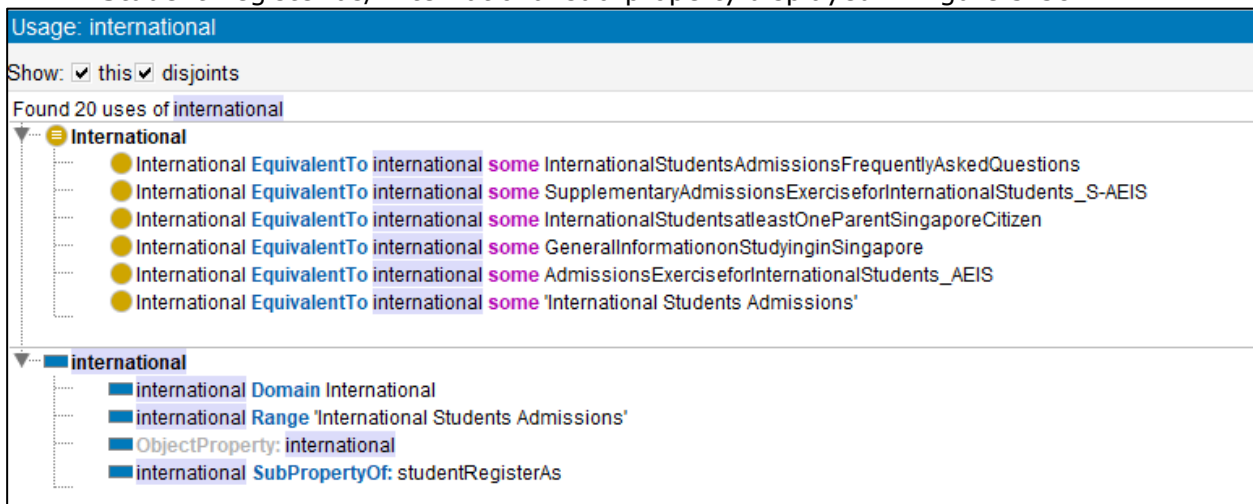 Usage: international
Show: this disjoints
Found 20 uses of international
International
International EquivalentTo international some InternationalStudentsAdmissionsFrequentlyAskedQuestions
International EquivalentTo international some SupplementaryAdmissionsExerciseforInternationalStudents_S-AEIS
International EquivalentTo international some InternationalStudentsatleastOneParentSingaporeCitizen
International EquivalentTo international some GeneralInformationonStudyinginSingapore
International EquivalentTo international some AdmissionsExerciseforInternationalStudents_AEIS
International EquivalentTo international some 'International Students Admissions'
international
international Domain International
international Range 'International Students Admissions'
ObjectProperty: international
international SubPropertyOf: studentRegisterAs